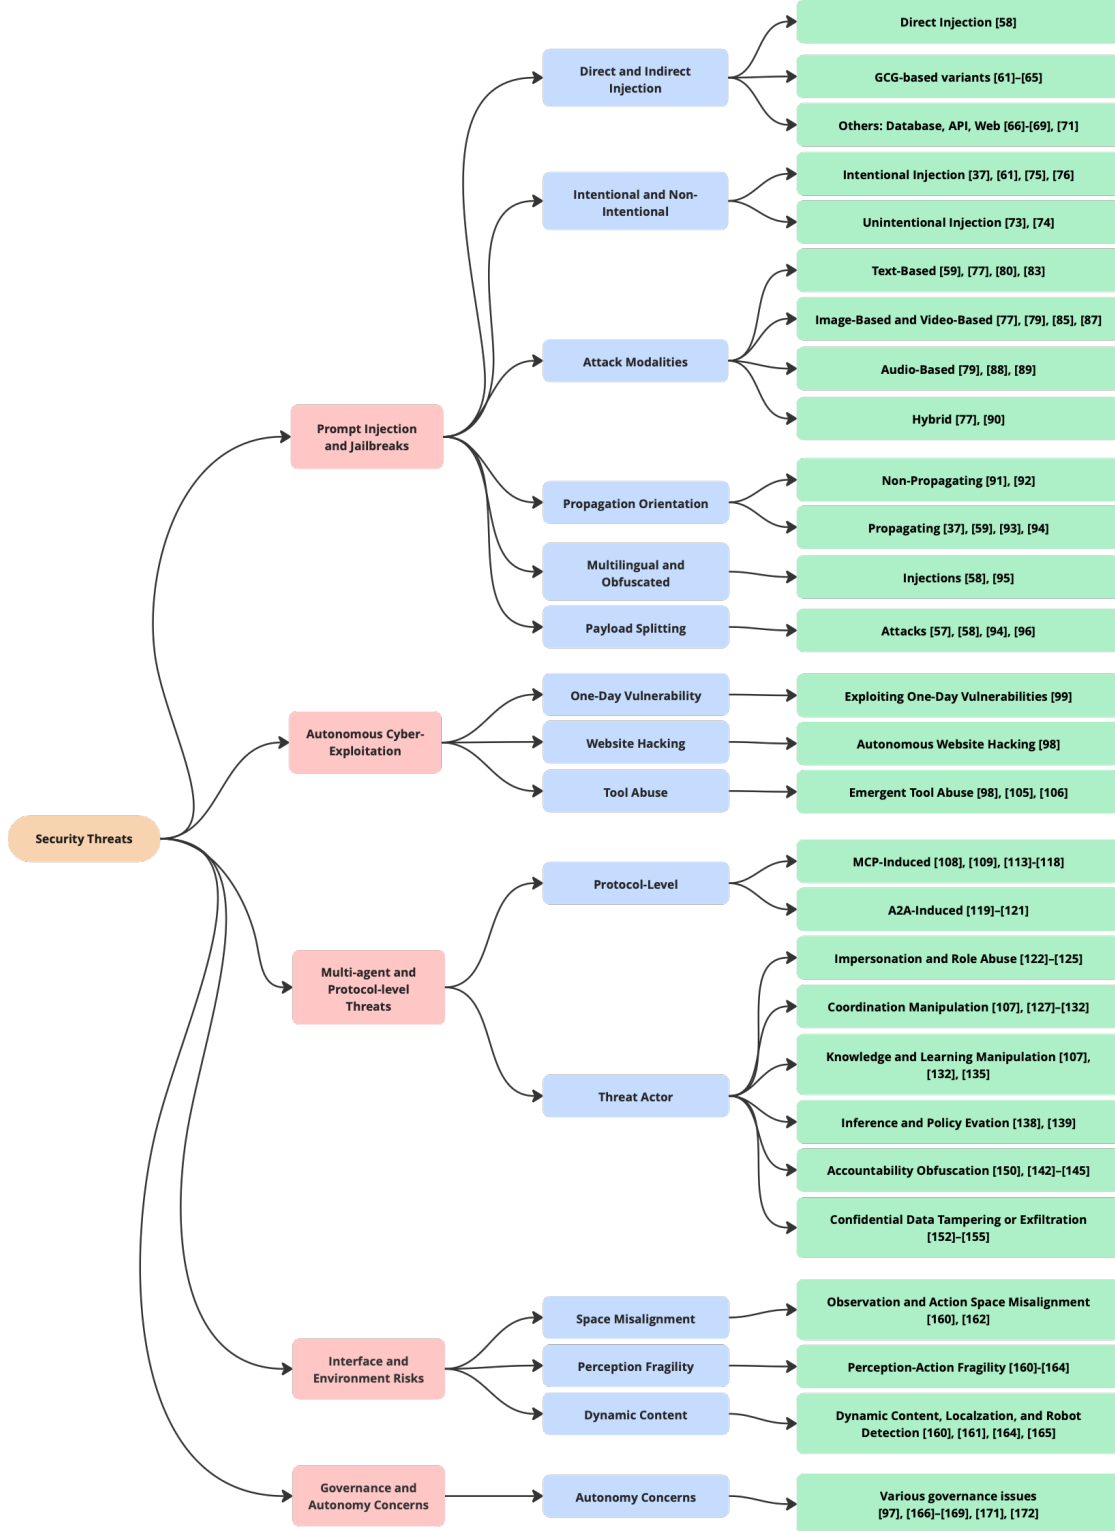 Security Threats
Prompt Injection
and Jailbreaks
Direct and Indirect
Injection
Direct Injection [58]
GCG-based variants [61]–[65]
Others: Database, API, Web [66]-[69], [71]
Intentional and Non-
Intentional
Intentional Injection [37], [61], [75], [76]
Unintentional Injection [73], [74]
Attack Modalities
Text-Based [59], [77], [80], [83]
Image-Based and Video-Based [77], [79], [85], [87]
Audio-Based [79], [88], [89]
Hybrid [77], [90]
Propagation Orientation
Non-Propagating [91], [92]
Propagating [37], [59], [93], [94]
Multilingual and
Obfuscated
Injections [58], [95]
Payload Splitting
Attacks [57], [58], [94], [96]
Autonomous Cyber-
Exploitation
One-Day Vulnerability
Exploiting One-Day Vulnerabilities [99]
Website Hacking
Autonomous Website Hacking [98]
Tool Abuse
Emergent Tool Abuse [98], [105], [106]
Multi-agent and
Protocol-level
Threats
Protocol-Level
MCP-Induced [108], [109], [113]-[118]
A2A-Induced [119]–[121]
Threat Actor
Impersonation and Role Abuse [122]–[125]
Coordination Manipulation [107], [127]–[132]
Knowledge and Learning Manipulation [107],
[132], [135]
Inference and Policy Evation [138], [139]
Accountability Obfuscation [150], [142]–[145]
Confidential Data Tampering or Exfiltration
[152]–[155]
Interface and
Environment Risks
Space Misalignment
Observation and Action Space Misalignment
[160], [162]
Perception Fragility
Perception-Action Fragility [160]-[164]
Dynamic Content
Dynamic Content, Localzation, and Robot
Detection [160], [161], [164], [165]
Governance and
Autonomy Concerns
Autonomy Concerns
Various governance issues
[97], [166]–[169], [171], [172]